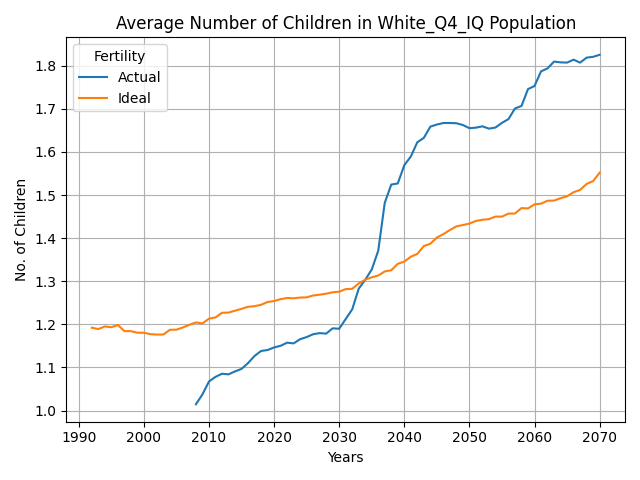 Average Number of Children in White_Q4_IQ Population
Fertility
Actual
Ideal
No. of Children
1.8
1.7
1.6
1.5
1.4
1.3
1.2
1.1
1.0
1990 2000 2010 2020 2030 2040 2050 2060 2070
Years